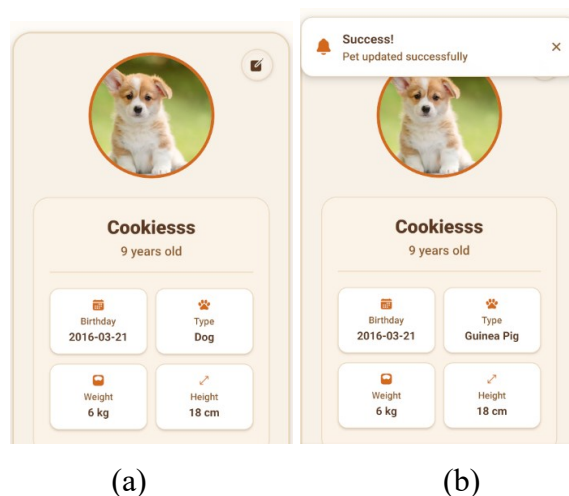 Cookiesss
9 years old
Birthday
2016-03-21
Type
Dog
Weight
6 kg
Height
18 cm
(a)
Success!
Pet updated successfully
Cookiesss
9 years old
Birthday
2016-03-21
Type
Guinea Pig
Weight
6 kg
Height
18 cm
(b)